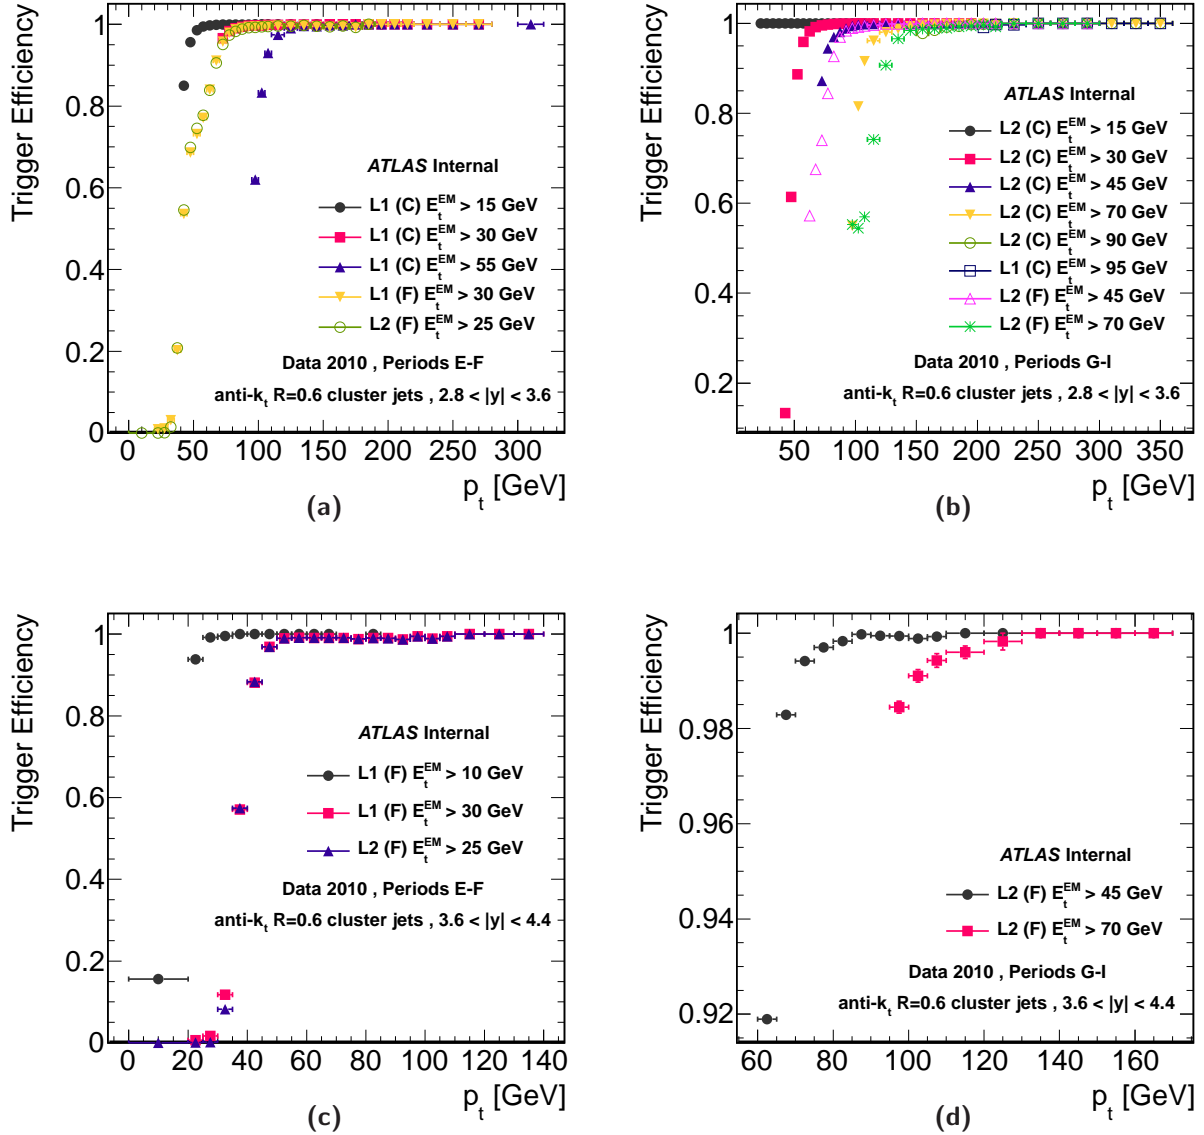 Trigger Efficiency
1
0.8
0.6
0.4
0.2
0
ATLAS Internal
L1 (C) E_t^EM > 15 GeV
L1 (C) E_t^EM > 30 GeV
L1 (C) E_t^EM > 55 GeV
L1 (F) E_t^EM > 30 GeV
L2 (F) E_t^EM > 25 GeV
Data 2010 , Periods E-F
anti-k_t R=0.6 cluster jets , 2.8 < |y| < 3.6
0 50 100 150 200 250 300
p_t [GeV]
(a)
Trigger Efficiency
1
0.8
0.6
0.4
0.2
ATLAS Internal
L2 (C) E_t^EM > 15 GeV
L2 (C) E_t^EM > 30 GeV
L2 (C) E_t^EM > 45 GeV
L2 (C) E_t^EM > 70 GeV
L2 (C) E_t^EM > 90 GeV
L1 (C) E_t^EM > 95 GeV
L2 (F) E_t^EM > 45 GeV
L2 (F) E_t^EM > 70 GeV
Data 2010 , Periods G-I
anti-k_t R=0.6 cluster jets , 2.8 < |y| < 3.6
50 100 150 200 250 300 350
p_t [GeV]
(b)
Trigger Efficiency
1
0.8
0.6
0.4
0.2
0
ATLAS Internal
L1 (F) E_t^EM > 10 GeV
L1 (F) E_t^EM > 30 GeV
L2 (F) E_t^EM > 25 GeV
Data 2010 , Periods E-F
anti-k_t R=0.6 cluster jets , 3.6 < |y| < 4.4
0 20 40 60 80 100 120 140
p_t [GeV]
(c)
Trigger Efficiency
1
0.98
0.96
0.94
0.92
ATLAS Internal
L2 (F) E_t^EM > 45 GeV
L2 (F) E_t^EM > 70 GeV
Data 2010 , Periods G-I
anti-k_t R=0.6 cluster jets , 3.6 < |y| < 4.4
60 80 100 120 140 160
p_t [GeV]
(d)